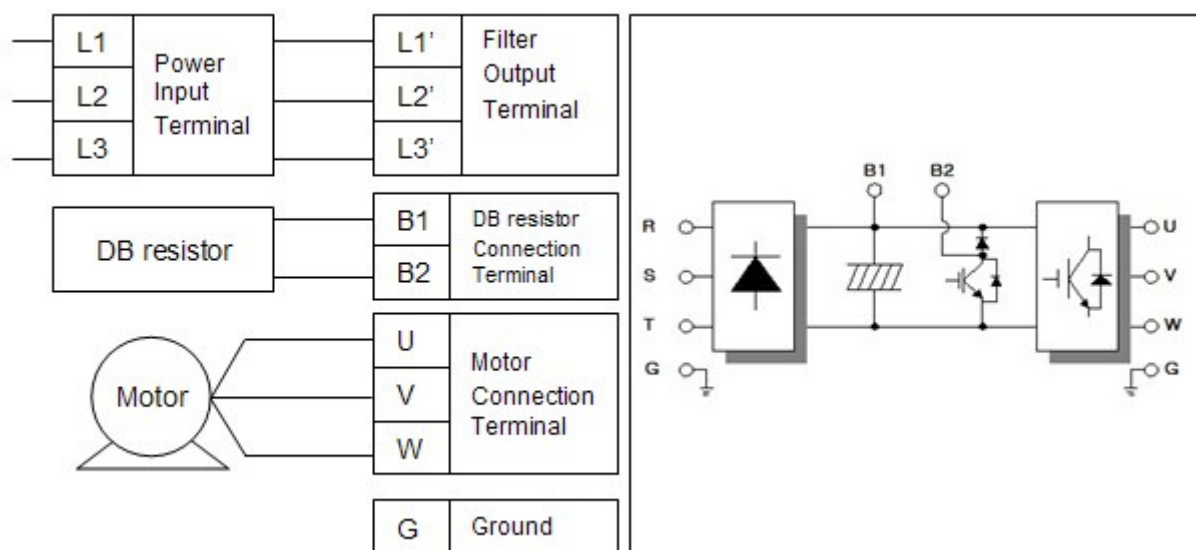 L1
L2
L3
Power
Input
Terminal
L1’
L2’
L3’
Filter
Output
Terminal
DB resistor
B1
B2
DB resistor
Connection
Terminal
Motor
U
V
W
Motor
Connection
Terminal
G
Ground
B1
B2
R
S
T
G
U
V
W
G